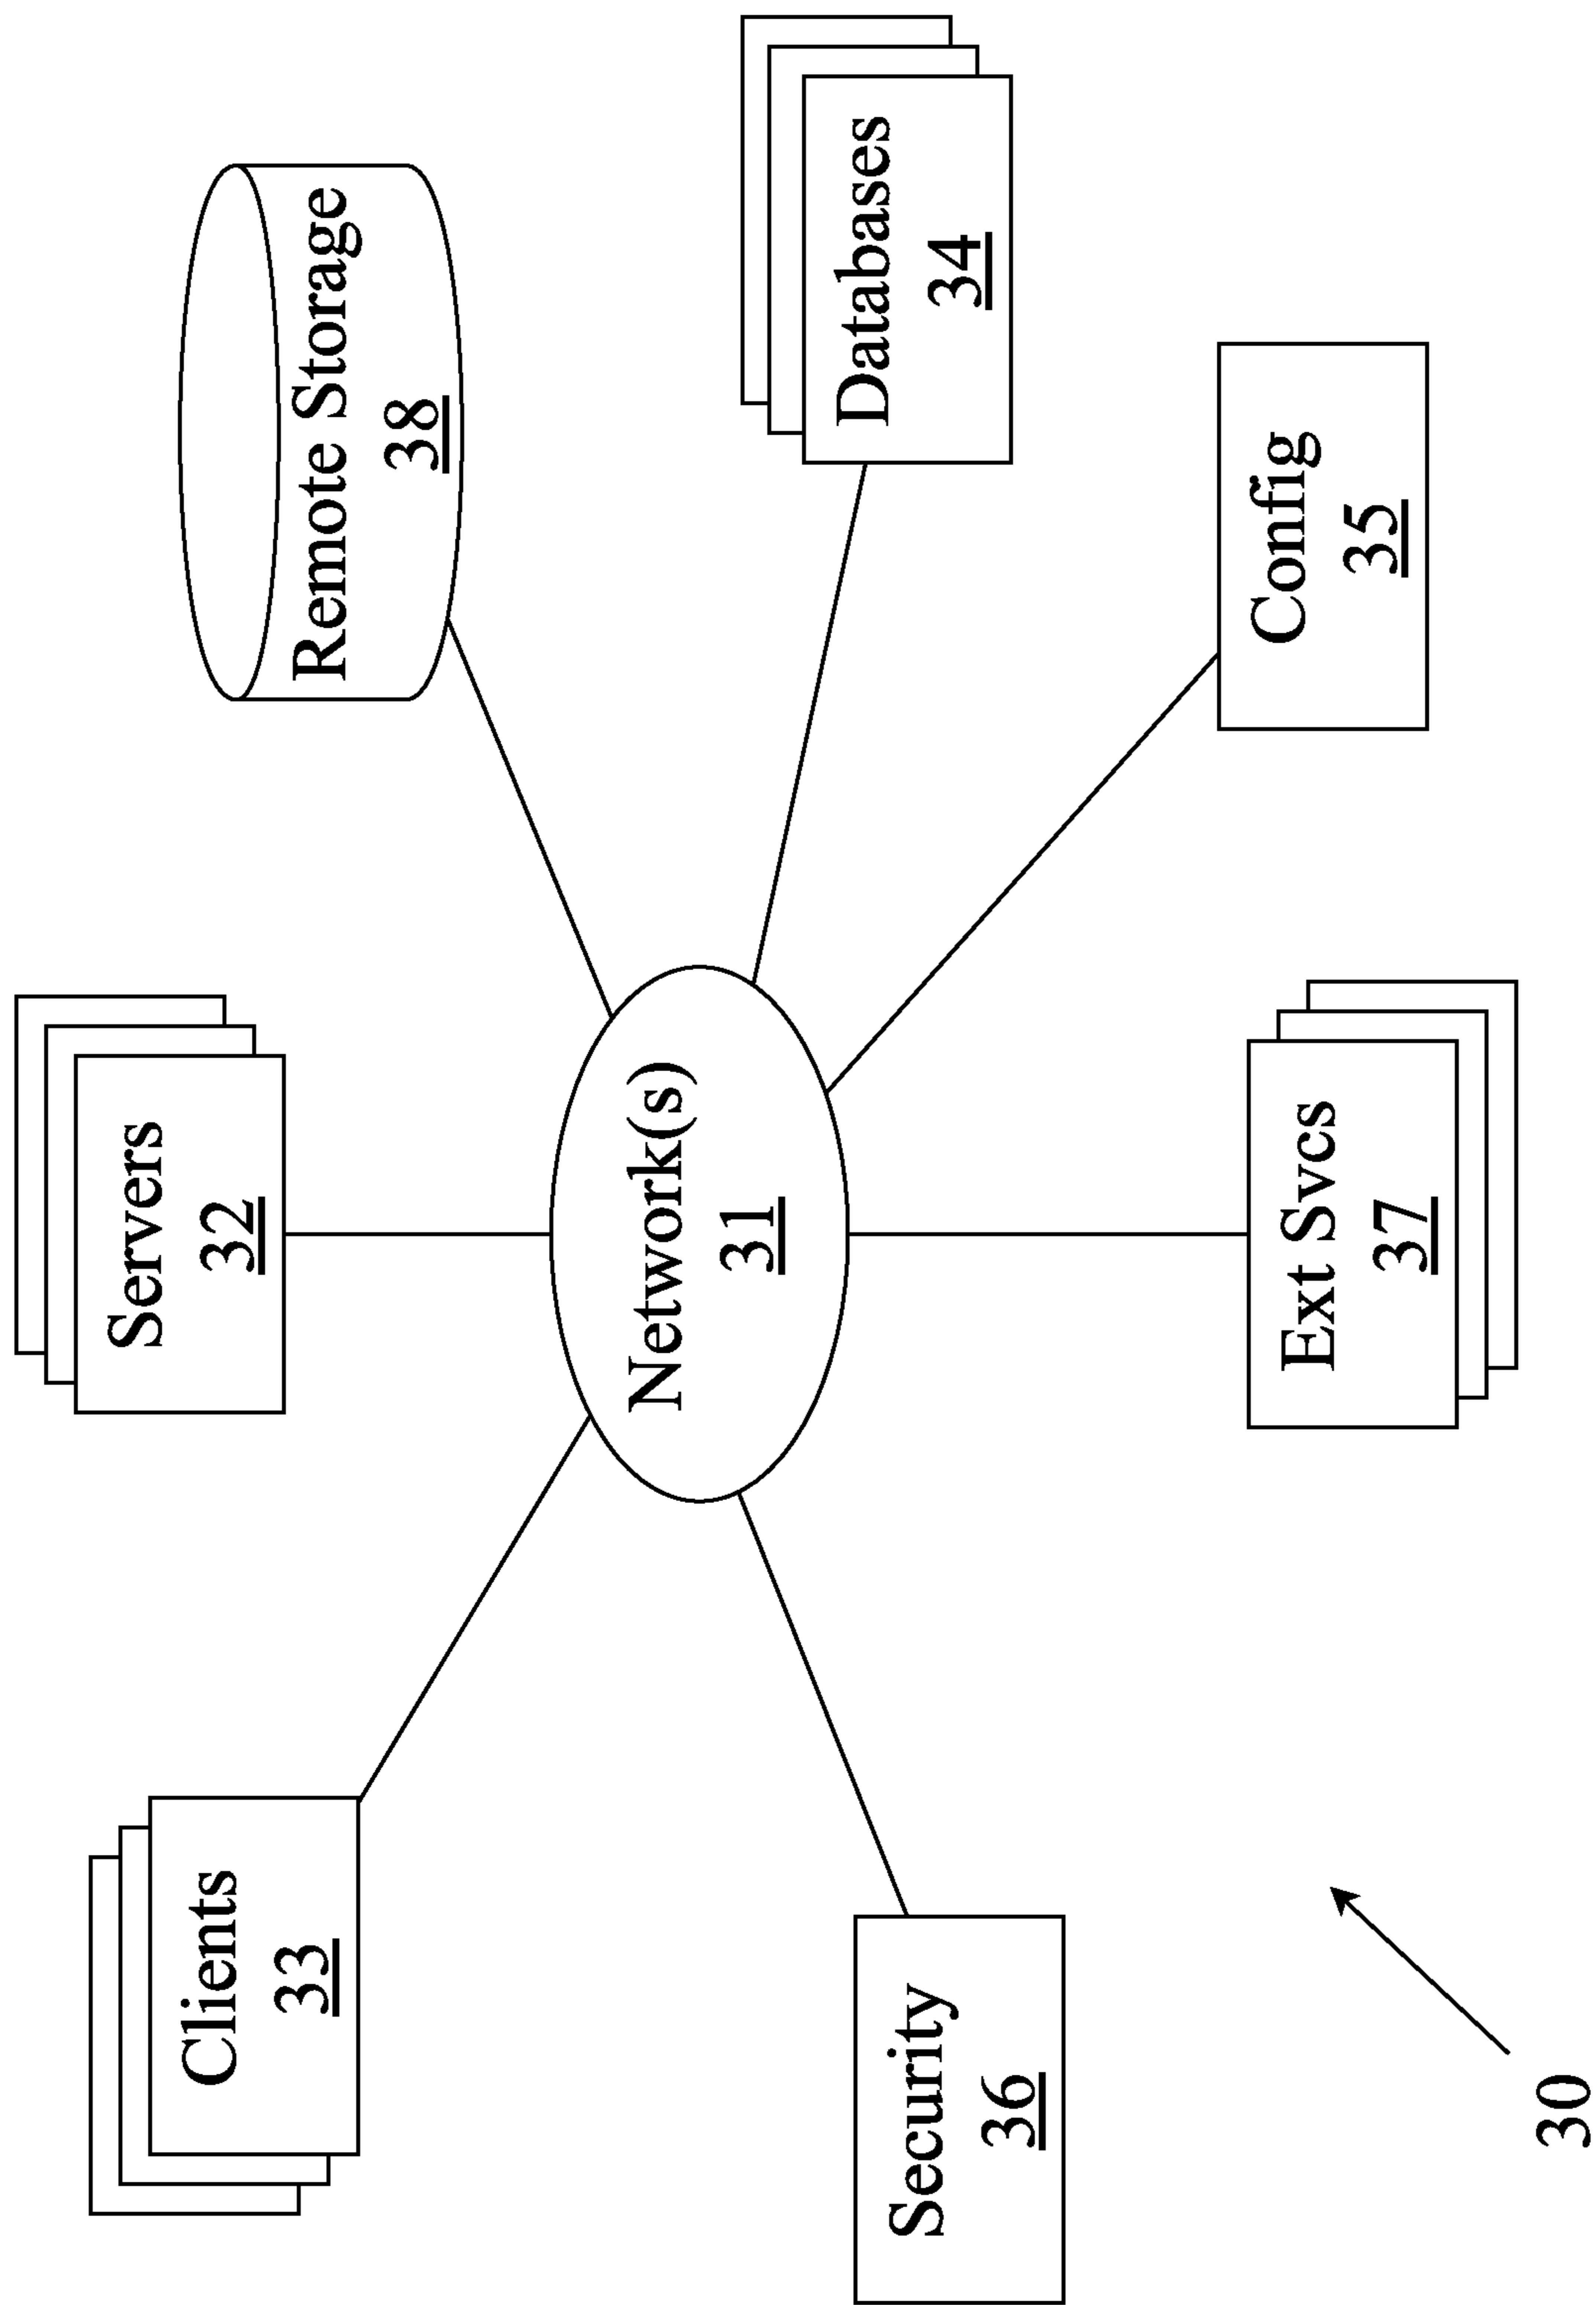 Clients
33
Servers
32
Remote Storage
38
Network(s)
31
Databases
34
Security
36
Ext Svcs
37
Config
35
30